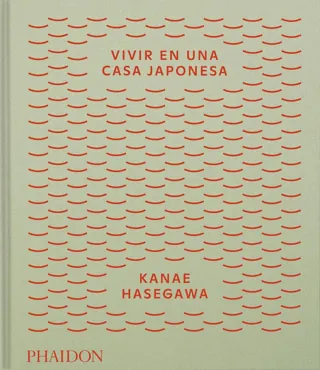 VIVIR EN UNA
CASA JAPONESA
KANAE
HASEGAWA
PHAIDON